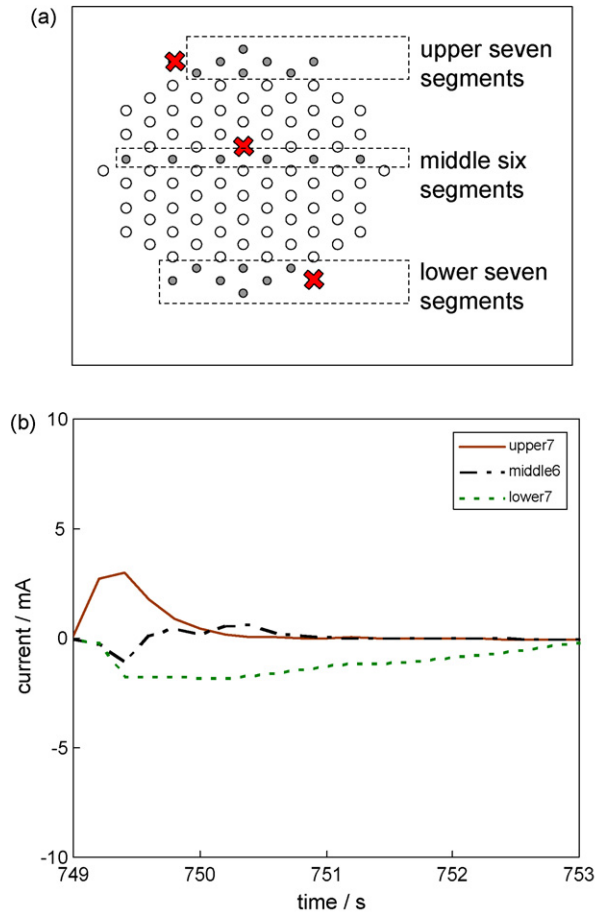 (a)
upper seven
segments
middle six
segments
lower seven
segments
(b)
10
5
0
-5
-10
current / mA
upper7
middle6
lower7
749
750
751
752
753
time / s